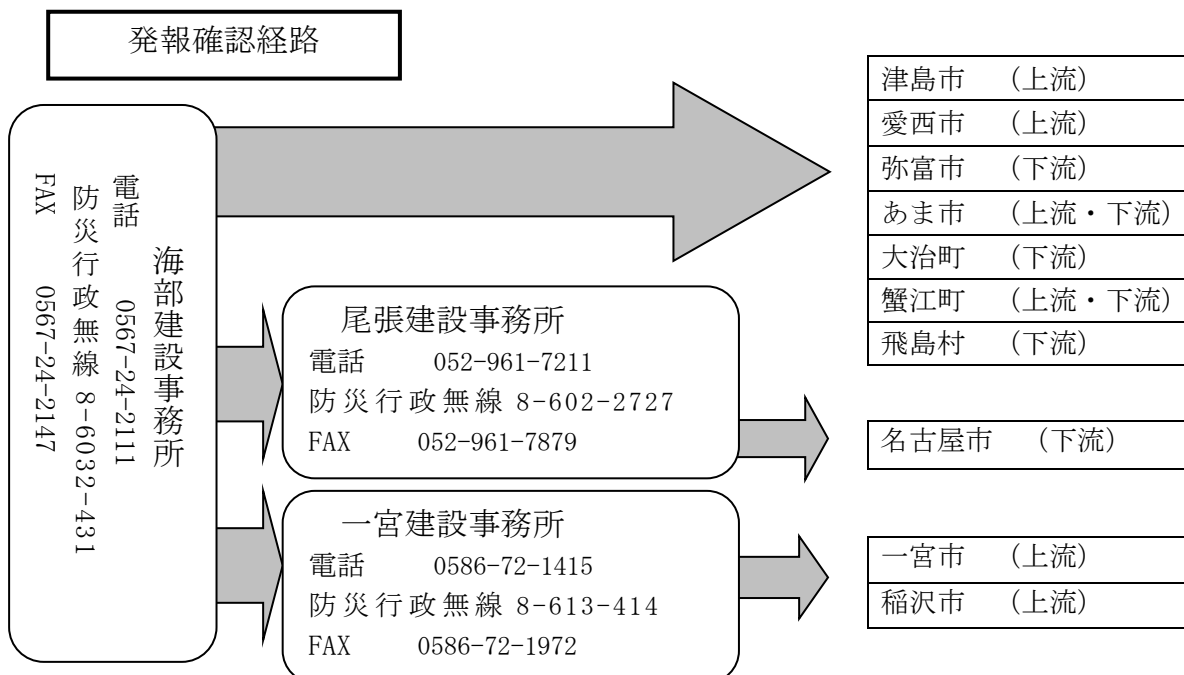 発報確認経路
海部建設事務所
電話 0567-24-2111
防災行政無線 8-6032-431
FAX 0567-24-2147
尾張建設事務所
電話 052-961-7211
防災行政無線 8-602-2727
FAX 052-961-7879
一宮建設事務所
電話 0586-72-1415
防災行政無線 8-613-414
FAX 0586-72-1972
津島市 (上流)
愛西市 (上流)
弥富市 (下流)
あま市 (上流・下流)
大治町 (下流)
蟹江町 (上流・下流)
飛島村 (下流)
名古屋市 (下流)
一宮市 (上流)
稲沢市 (上流)